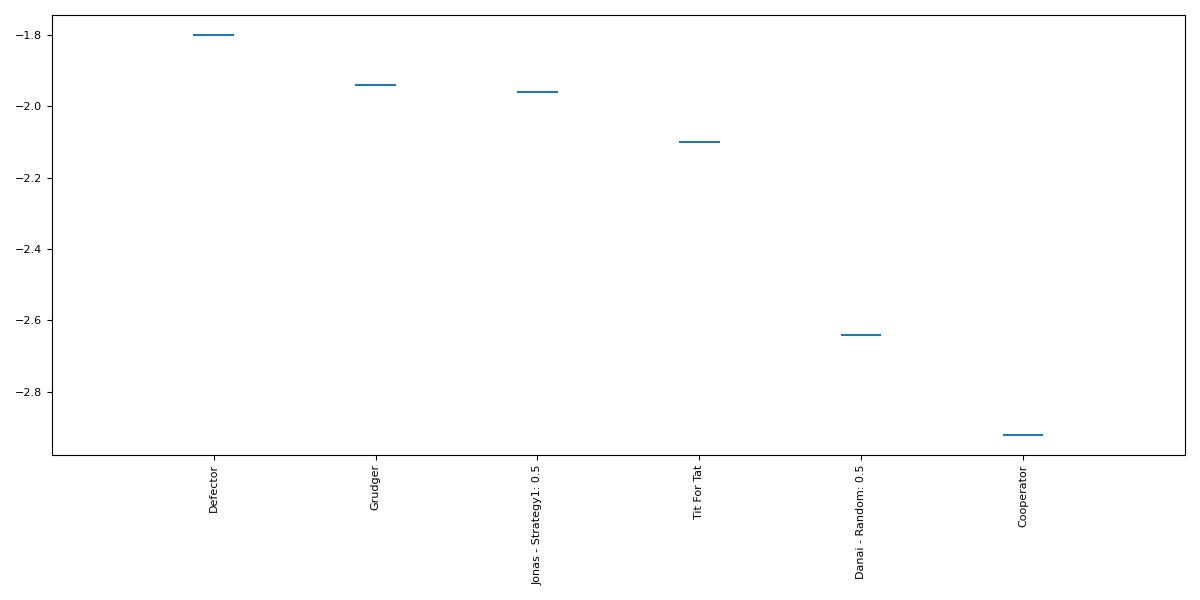 −1.8
−2.0
−2.2
−2.4
−2.6
−2.8
Defector
Grudger
Jonas - Strategy1: 0.5
Tit For Tat
Danai - Random: 0.5
Cooperator